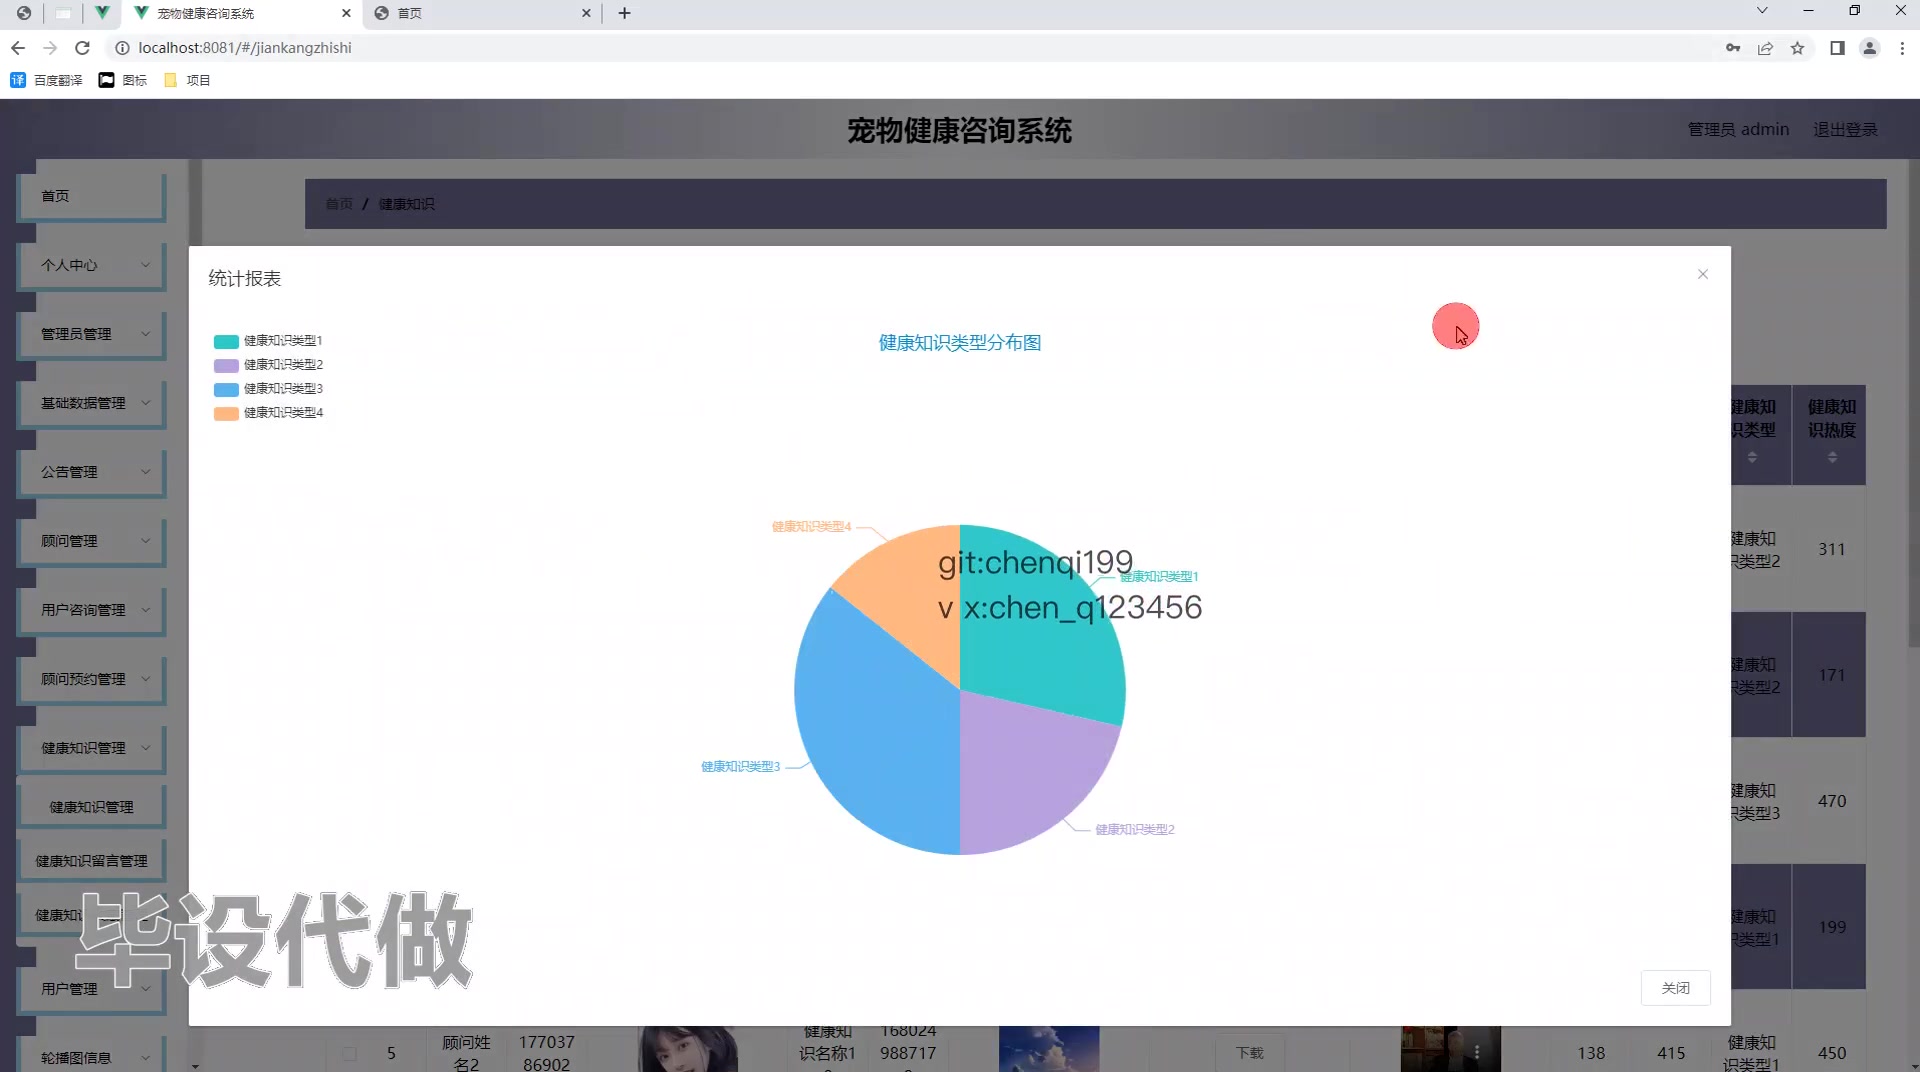 宠物健康咨询系统
首页
localhost:8081/#/jiankangzhishi
百度翻译
图标
项目
宠物健康咨询系统
管理员 admin
退出登录
首页
个人中心
管理员管理
基础数据管理
公告管理
顾问管理
用户咨询管理
顾问预约管理
健康知识管理
健康知识管理
健康知识留言管理
健康知
用户管理
轮播图信息
首页 / 健康知识
统计报表
健康知识类型1
健康知识类型2
健康知识类型3
健康知识类型4
健康知识类型分布图
健康知识类型4
健康知识类型1
健康知识类型3
健康知识类型2
git:chenqi199
v x:chen_q123456
毕设代做
关闭
健康知
识类型
健康知
识热度
健康知
识类型2
311
健康知
识类型2
171
健康知
识类型3
470
健康知
识类型1
199
5
顾问姓
名2
177037
86902
健康知
识名称1
168024
988717
下载
138
415
健康知
识类型1
450